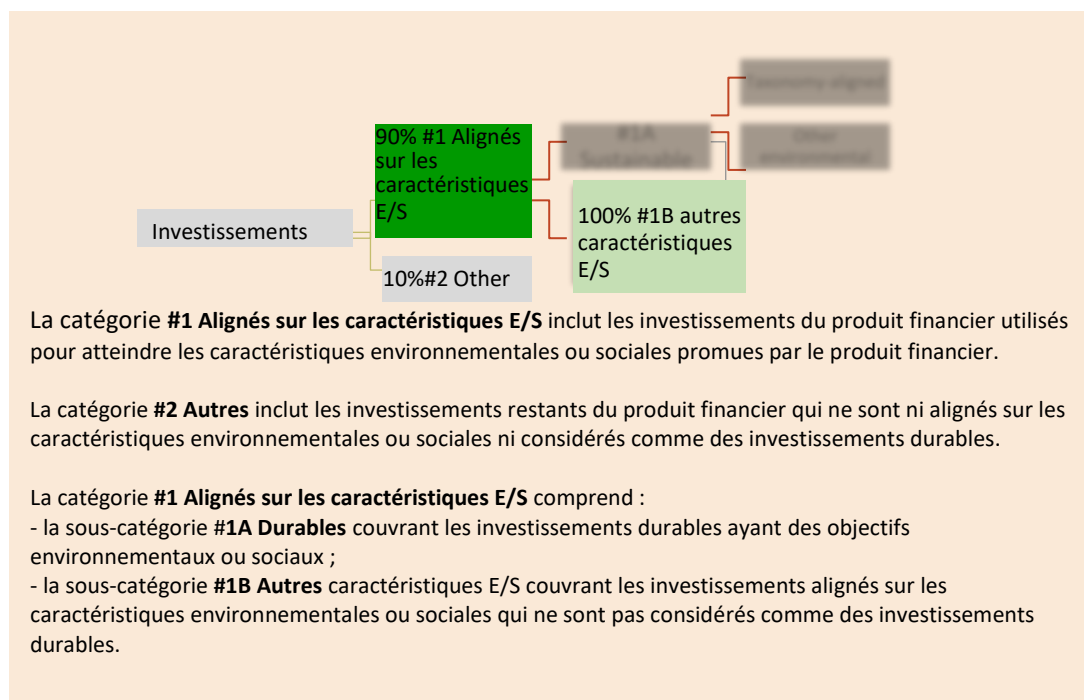 Taxonomy-aligned
90% #1 Alignés
sur les
caractéristiques
E/S
#1A
Sustainable
Other
environmental
Investissements
100% #1B autres
caractéristiques
E/S
10%#2 Other
La catégorie #1 Alignés sur les caractéristiques E/S inclut les investissements du produit financier utilisés
pour atteindre les caractéristiques environnementales ou sociales promues par le produit financier.
La catégorie #2 Autres inclut les investissements restants du produit financier qui ne sont ni alignés sur les
caractéristiques environnementales ou sociales ni considérés comme des investissements durables.
La catégorie #1 Alignés sur les caractéristiques E/S comprend :
- la sous-catégorie #1A Durables couvrant les investissements durables ayant des objectifs
environnementaux ou sociaux ;
- la sous-catégorie #1B Autres caractéristiques E/S couvrant les investissements alignés sur les
caractéristiques environnementales ou sociales qui ne sont pas considérés comme des investissements
durables.